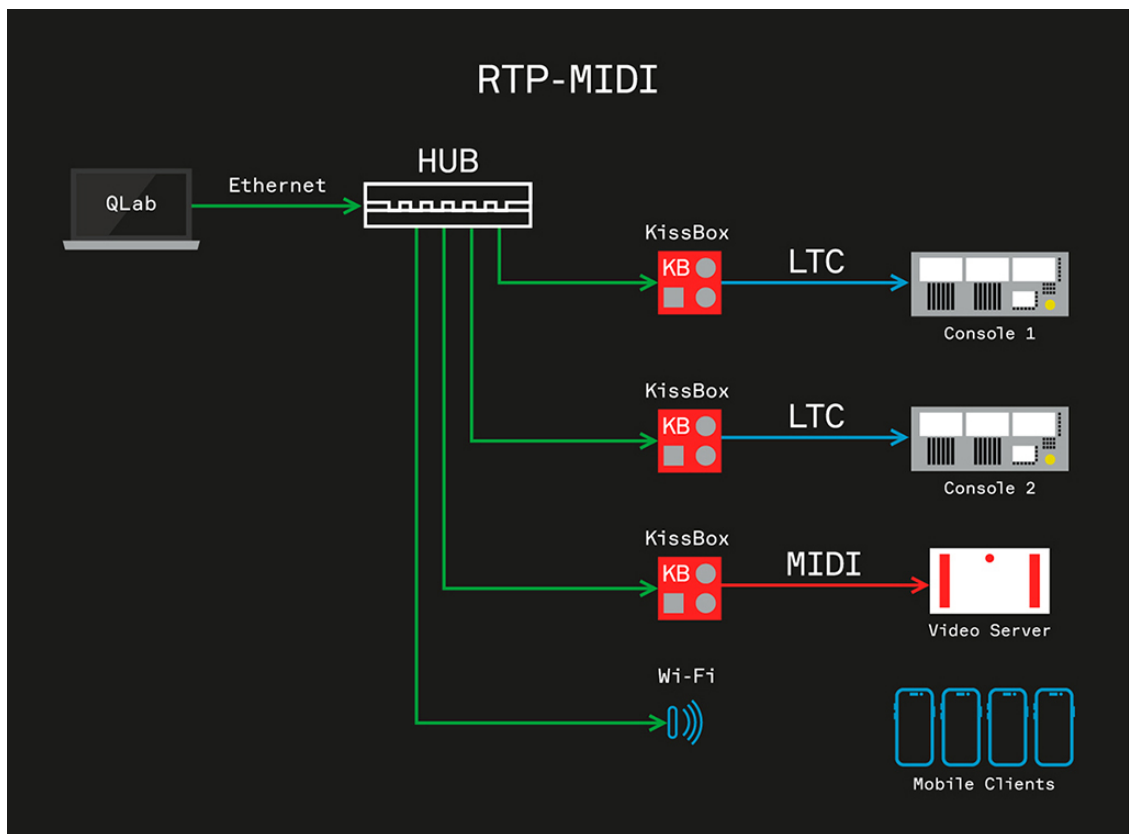 RTP-MIDI
HUB
Ethernet
QLab
KissBox
KB
LTC
Console 1
KissBox
KB
LTC
Console 2
KissBox
KB
MIDI
Video Server
Wi-Fi
Mobile Clients